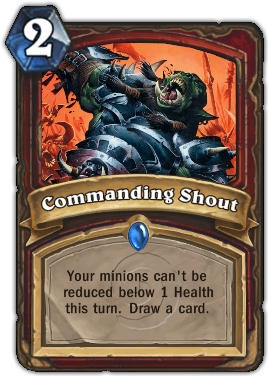 2
Commanding Shout
Your minions can't be
reduced below 1 Health
this turn. Draw a card.